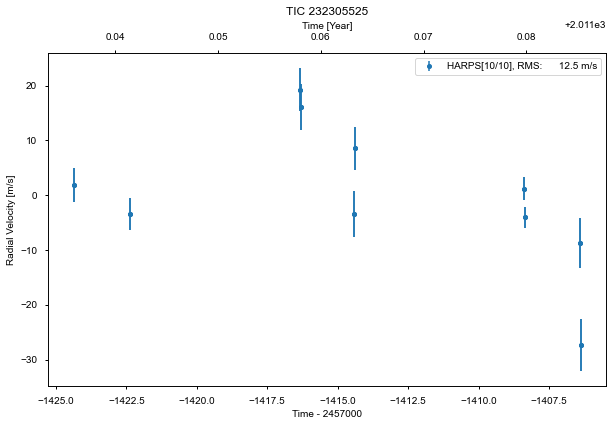 TIC 232305525
Time [Year]
+2.011e3
0.04 0.05 0.06 0.07 0.08
HARPS[10/10], RMS: 12.5 m/s
Radial Velocity [m/s]
20
10
0
−10
−20
−30
−1425.0 −1422.5 −1420.0 −1417.5 −1415.0 −1412.5 −1410.0 −1407.5
Time - 2457000